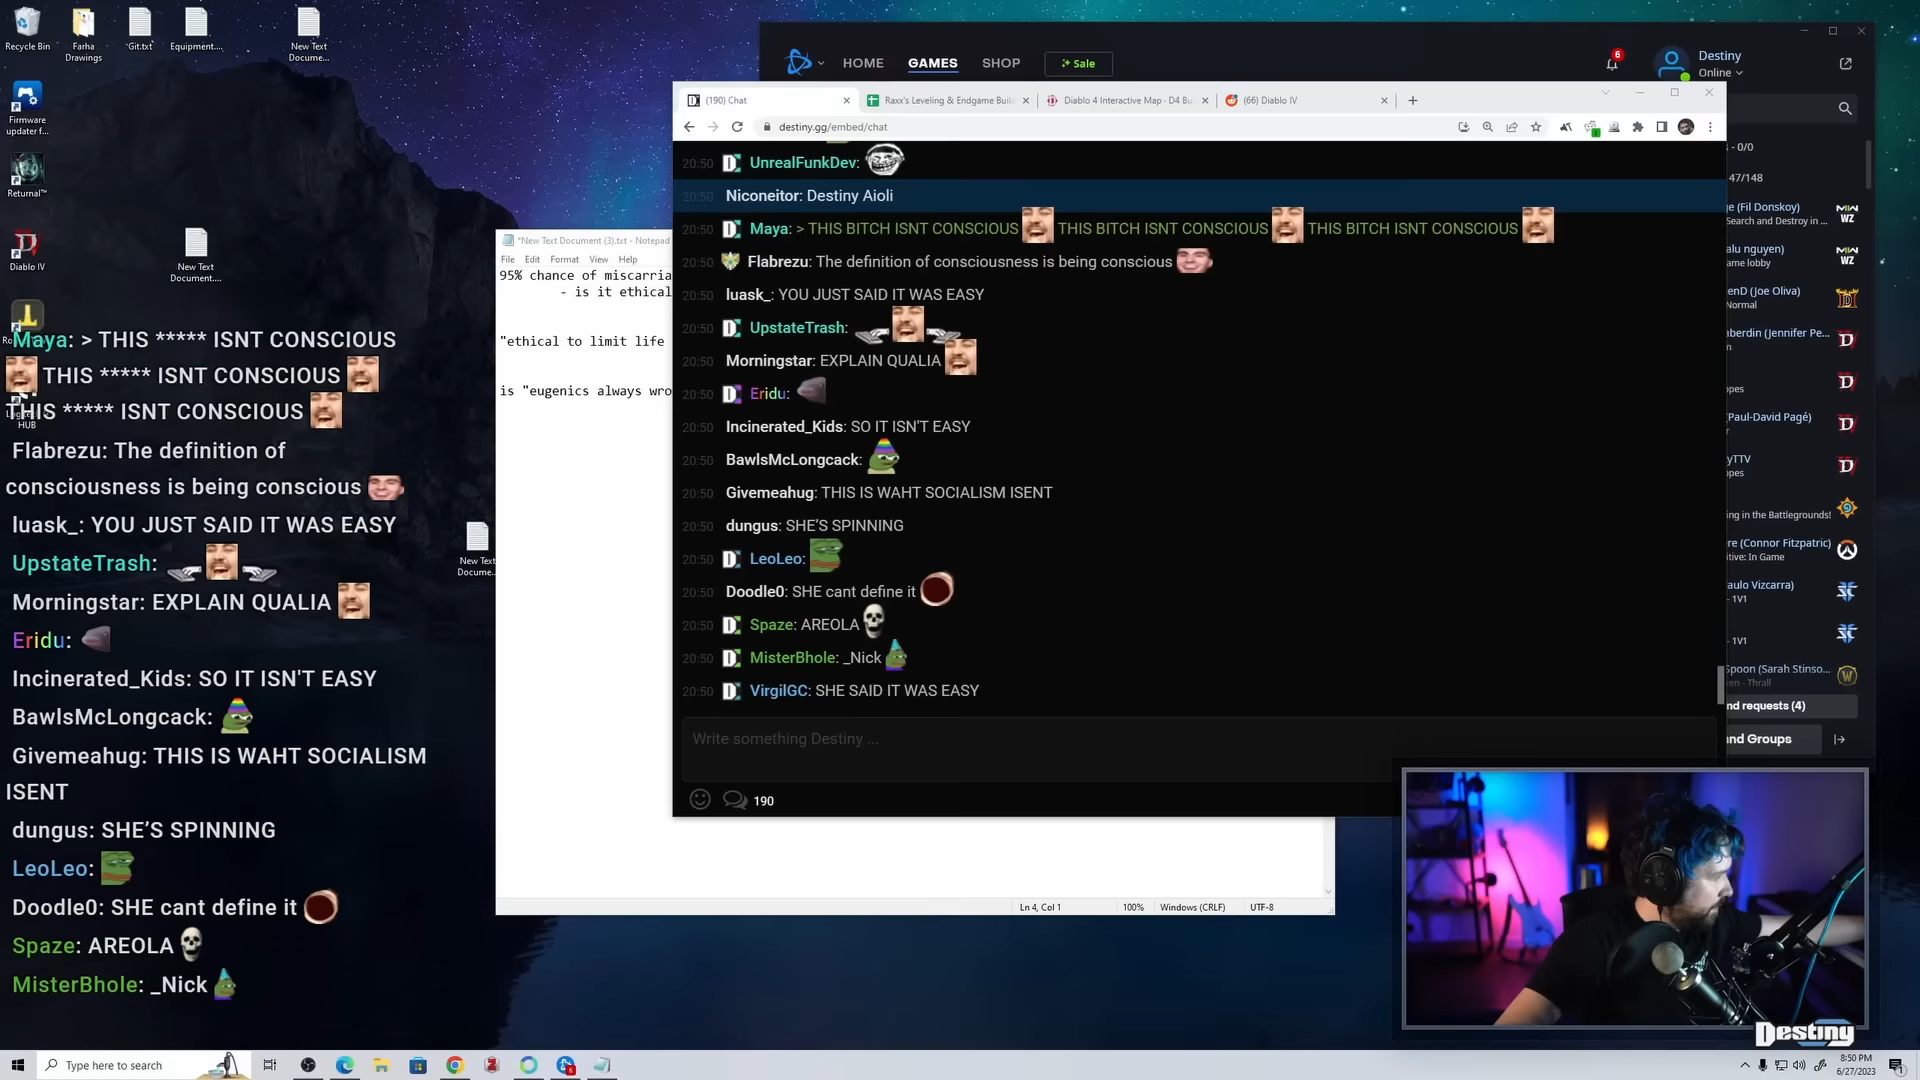 Recycle Bin
Farha
Drawings
Git.txt
Equipment....
New Text
Docume...
Firmware
updater f...
Returnal™
Diablo IV
New Text
Document....
HUB
New Text
Docume...
Maya: > THIS ***** ISNT CONSCIOUS
THIS ***** ISNT CONSCIOUS
THIS ***** ISNT CONSCIOUS
Flabrezu: The definition of
consciousness is being conscious
luask_: YOU JUST SAID IT WAS EASY
UpstateTrash:
Morningstar: EXPLAIN QUALIA
Eridu:
Incinerated_Kids: SO IT ISN'T EASY
BawlsMcLongcack:
Givemeahug: THIS IS WAHT SOCIALISM
ISENT
dungus: SHE'S SPINNING
LeoLeo:
Doodle0: SHE cant define it
Spaze: AREOLA
MisterBhole: _Nick
*New Text Document (3).txt - Notepad
File Edit Format View Help
95% chance of miscarria
- is it ethical
"ethical to limit life
is "eugenics always wro
Ln 4, Col 1 100% Windows (CRLF) UTF-8
HOME GAMES SHOP Sale
6
Destiny
Online
(190) Chat
Raxx's Leveling & Endgame Buil
Diablo 4 Interactive Map - D4 Bu
(66) Diablo IV
destiny.gg/embed/chat
20:50 UnrealFunkDev:
20:50 Niconeitor: Destiny Aioli
20:50 Maya: > THIS BITCH ISNT CONSCIOUS THIS BITCH ISNT CONSCIOUS THIS BITCH ISNT CONSCIOUS
20:50 Flabrezu: The definition of consciousness is being conscious
20:50 luask_: YOU JUST SAID IT WAS EASY
20:50 UpstateTrash:
20:50 Morningstar: EXPLAIN QUALIA
20:50 Eridu:
20:50 Incinerated_Kids: SO IT ISN'T EASY
20:50 BawlsMcLongcack:
20:50 Givemeahug: THIS IS WAHT SOCIALISM ISENT
20:50 dungus: SHE'S SPINNING
20:50 LeoLeo:
20:50 Doodle0: SHE cant define it
20:50 Spaze: AREOLA
20:50 MisterBhole: _Nick
20:50 VirgilGC: SHE SAID IT WAS EASY
Write something Destiny ...
190
s - 0/0
47/148
e (Fil Donskoy)
Search and Destroy in ...
WZ
alu nguyen)
me lobby
WZ
enD (Joe Oliva)
Normal
aberdin (Jennifer Pe...
opes
(Paul-David Pagé)
yTTV
opes
ing in the Battlegrounds!
re (Connor Fitzpatric)
itive: In Game
aulo Vizcarra)
- 1V1
- 1V1
Spoon (Sarah Stinso...
en - Thrall
nd requests (4)
nd Groups
Destiny
Type here to search
8:50 PM
6/27/2023